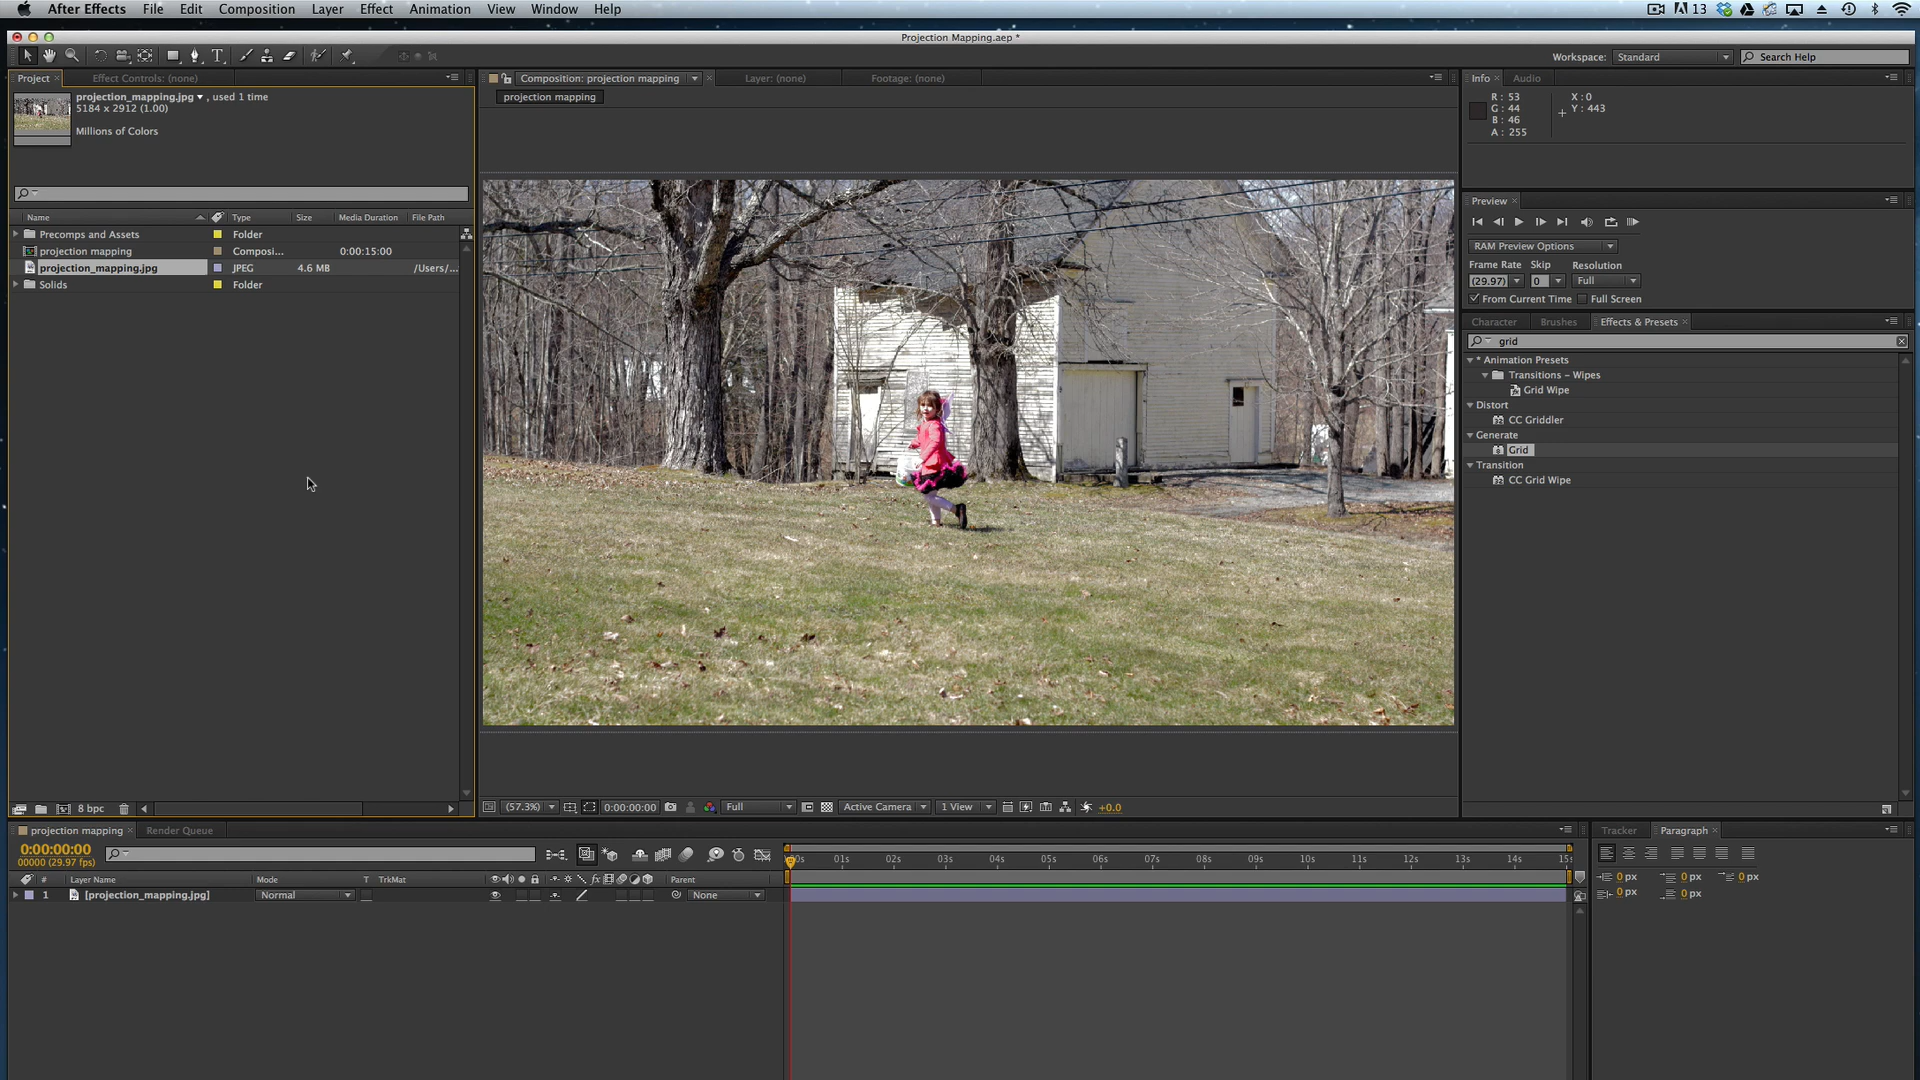 After Effects File Edit Composition Layer Effect Animation View Window Help 13
Projection Mapping.aep *
Workspace: Standard Search Help
Project Effect Controls: (none)
projection_mapping.jpg , used 1 time
5184 x 2912 (1.00)
Millions of Colors
Name Type Size Media Duration File Path
Precomps and Assets Folder
projection mapping Composi... 0:00:15:00
projection_mapping.jpg JPEG 4.6 MB /Users/...
Solids Folder
8 bpc
Composition: projection mapping Layer: (none) Footage: (none)
projection mapping
(57.3%) 0:00:00:00 Full Active Camera 1 View +0.0
Info Audio
R: 53 X: 0
G: 44 Y: 443
B: 46
A: 255
Preview
RAM Preview Options
Frame Rate Skip Resolution
(29.97) 0 Full
From Current Time Full Screen
Character Brushes Effects & Presets
grid
* Animation Presets
Transitions – Wipes
Grid Wipe
Distort
CC Griddler
Generate
Grid
Transition
CC Grid Wipe
projection mapping Render Queue
0:00:00:00
00000 (29.97 fps)
# Layer Name Mode T TrkMat fx Parent
1 [projection_mapping.jpg] Normal None
01s 02s 03s 04s 05s 06s 07s 08s 09s 10s 11s 12s 13s 14s
Tracker Paragraph
0 px 0 px 0 px
0 px 0 px